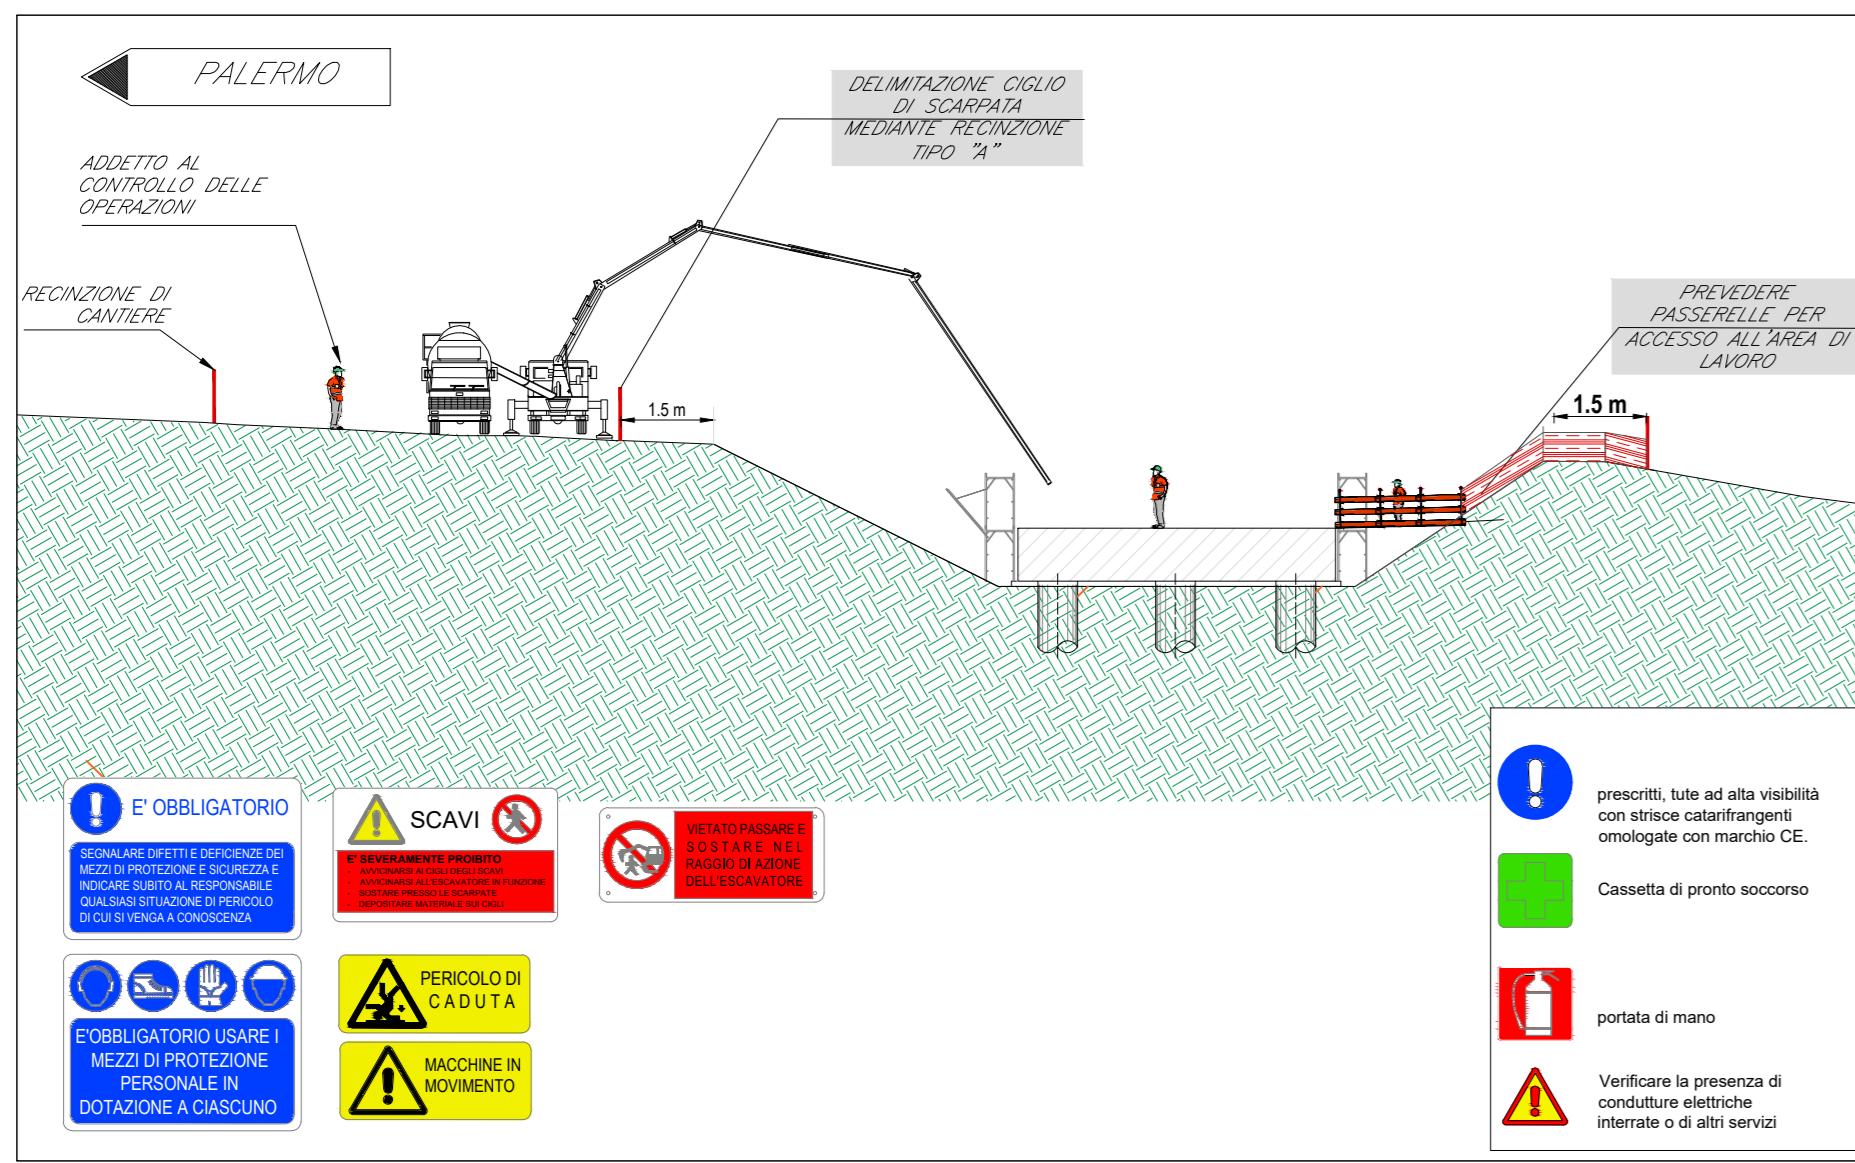 PALERMO
DELIMITAZIONE CIGLIO
DI SCARPATA
MEDIANTE RECINZIONE
TIPO "A"
ADDETTO AL
CONTROLLO DELLE
OPERAZIONI
RECINZIONE DI
CANTIERE
1.5 m
PREVEDERE
PASSERELLE PER
ACCESSO ALL'AREA DI
LAVORO
1.5 m
E' OBBLIGATORIO
SEGNALARE DIFETTI E DEFICIENZE DEI
MEZZI DI PROTEZIONE E SICUREZZA E
INDICARE SUBITO AL RESPONSABILE
QUALSIASI SITUAZIONE DI PERICOLO
DI CUI SI VENGA A CONOSCENZA
SCAVI
E' SEVERAMENTE PROIBITO
- AVVICINARSI AI CIGLI DEGLI SCAVI
- AVVICINARSI ALL'ESCAVATORE IN FUNZIONE
- SOSTARE PRESSO LE SCARPATE
- DEPOSITARE MATERIALE SUI CIGLI
VIETATO PASSARE E
SOSTARE NEL
RAGGIO DI AZIONE
DELL'ESCAVATORE
E'OBBLIGATORIO USARE I
MEZZI DI PROTEZIONE
PERSONALE IN
DOTAZIONE A CIASCUNO
PERICOLO DI
CADUTA
MACCHINE IN
MOVIMENTO
prescritti, tute ad alta visibilità
con strisce catarifrangenti
omologate con marchio CE.
Cassetta di pronto soccorso
portata di mano
Verificare la presenza di
condutture elettriche
interrate o di altri servizi